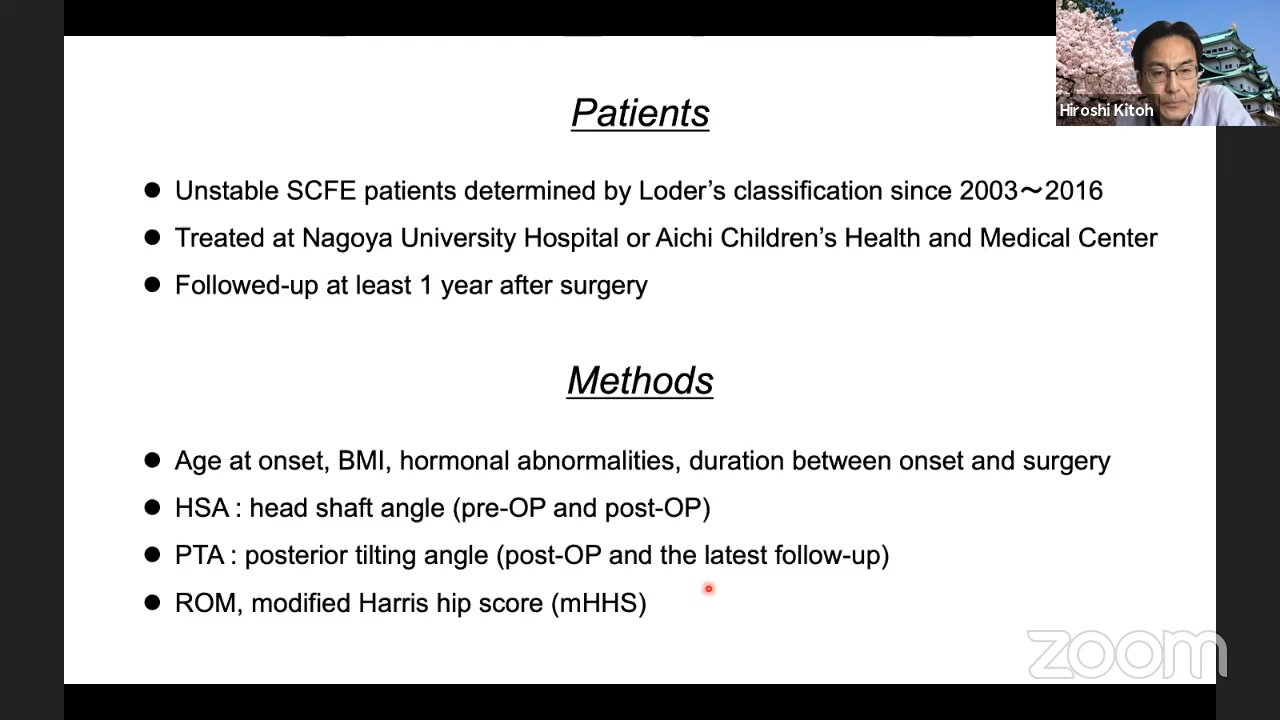 Patients
Hiroshi Kitoh
● Unstable SCFE patients determined by Loder's classification since 2003〜2016
● Treated at Nagoya University Hospital or Aichi Children's Health and Medical Center
● Followed-up at least 1 year after surgery
Methods
● Age at onset, BMI, hormonal abnormalities, duration between onset and surgery
● HSA : head shaft angle (pre-OP and post-OP)
● PTA : posterior tilting angle (post-OP and the latest follow-up)
● ROM, modified Harris hip score (mHHS)
zoom